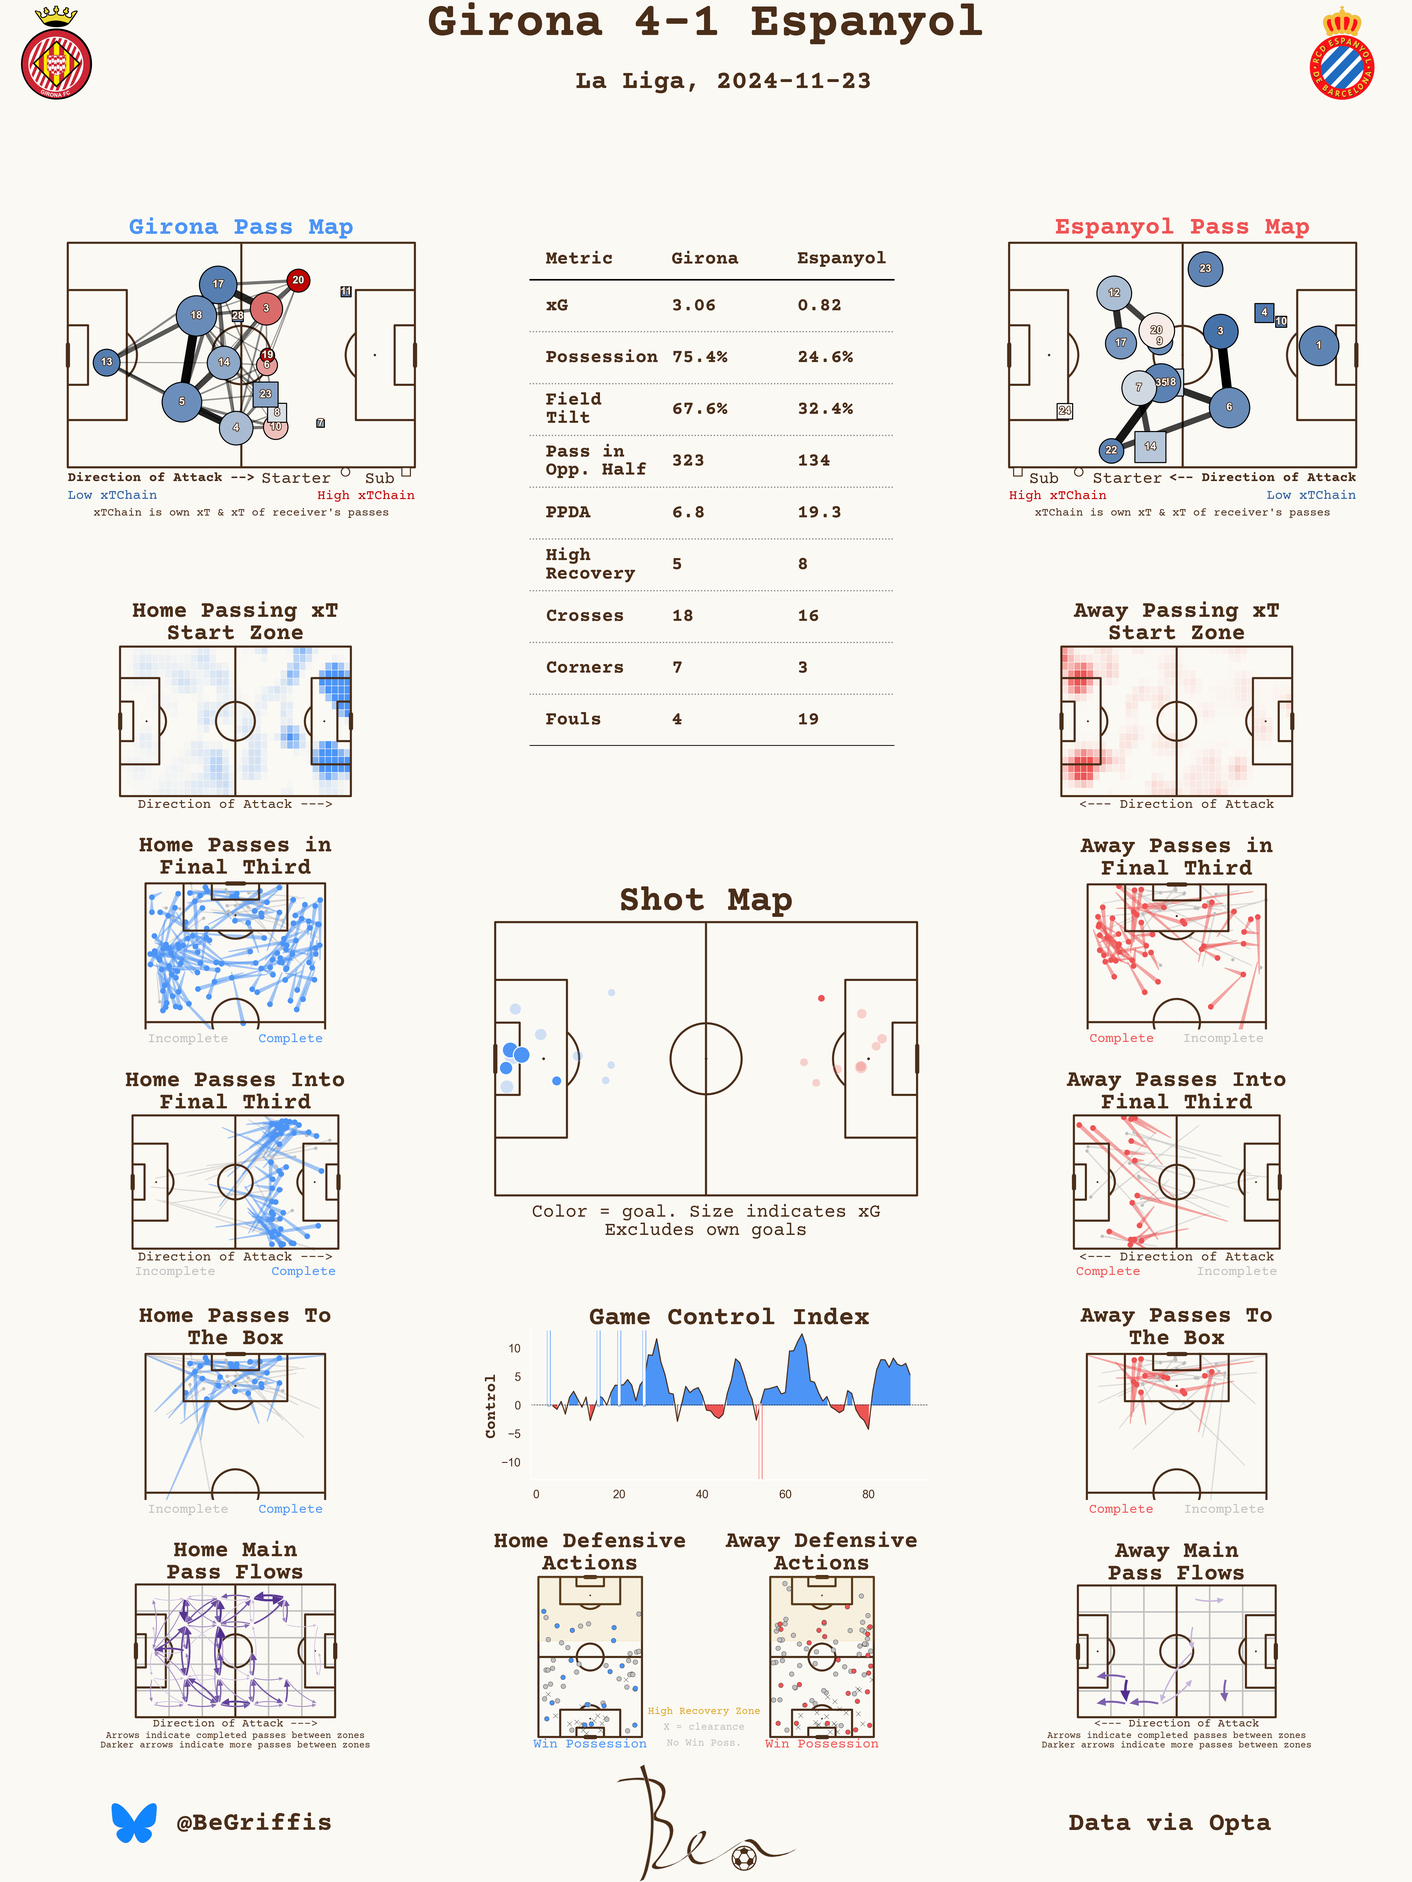 Girona 4-1 Espanyol
La Liga, 2024-11-23
GIRONA FC
RCD ESPANYOL
DE BARCELONA
Girona Pass Map
17
20
11
3
18
28
13
14
19
6
5
23
8
4
10
7
Direction of Attack --> Starter Sub
Low xTChain High xTChain
xTChain is own xT & xT of receiver's passes
Metric Girona Espanyol
xG 3.06 0.82
Possession 75.4% 24.6%
Field
Tilt 67.6% 32.4%
Pass in
Opp. Half 323 134
PPDA 6.8 19.3
High
Recovery 5 8
Crosses 18 16
Corners 7 3
Fouls 4 19
Espanyol Pass Map
23
12
4
10
20
3
17
9
1
7
35
18
6
24
14
22
Sub Starter <-- Direction of Attack
High xTChain Low xTChain
xTChain is own xT & xT of receiver's passes
Home Passing xT
Start Zone
Direction of Attack --->
Away Passing xT
Start Zone
<--- Direction of Attack
Home Passes in
Final Third
Incomplete Complete
Away Passes in
Final Third
Complete Incomplete
Shot Map
Color = goal. Size indicates xG
Excludes own goals
Home Passes Into
Final Third
Direction of Attack --->
Incomplete Complete
Away Passes Into
Final Third
<--- Direction of Attack
Complete Incomplete
Home Passes To
The Box
Incomplete Complete
Game Control Index
Control
10
5
0
−5
−10
0 20 40 60 80
Away Passes To
The Box
Complete Incomplete
Home Main
Pass Flows
Direction of Attack --->
Arrows indicate completed passes between zones
Darker arrows indicate more passes between zones
Home Defensive
Actions
Win Possession
Away Defensive
Actions
Win Possession
High Recovery Zone
X = clearance
No Win Poss.
Away Main
Pass Flows
<--- Direction of Attack
Arrows indicate completed passes between zones
Darker arrows indicate more passes between zones
@BeGriffis
Ben
Data via Opta